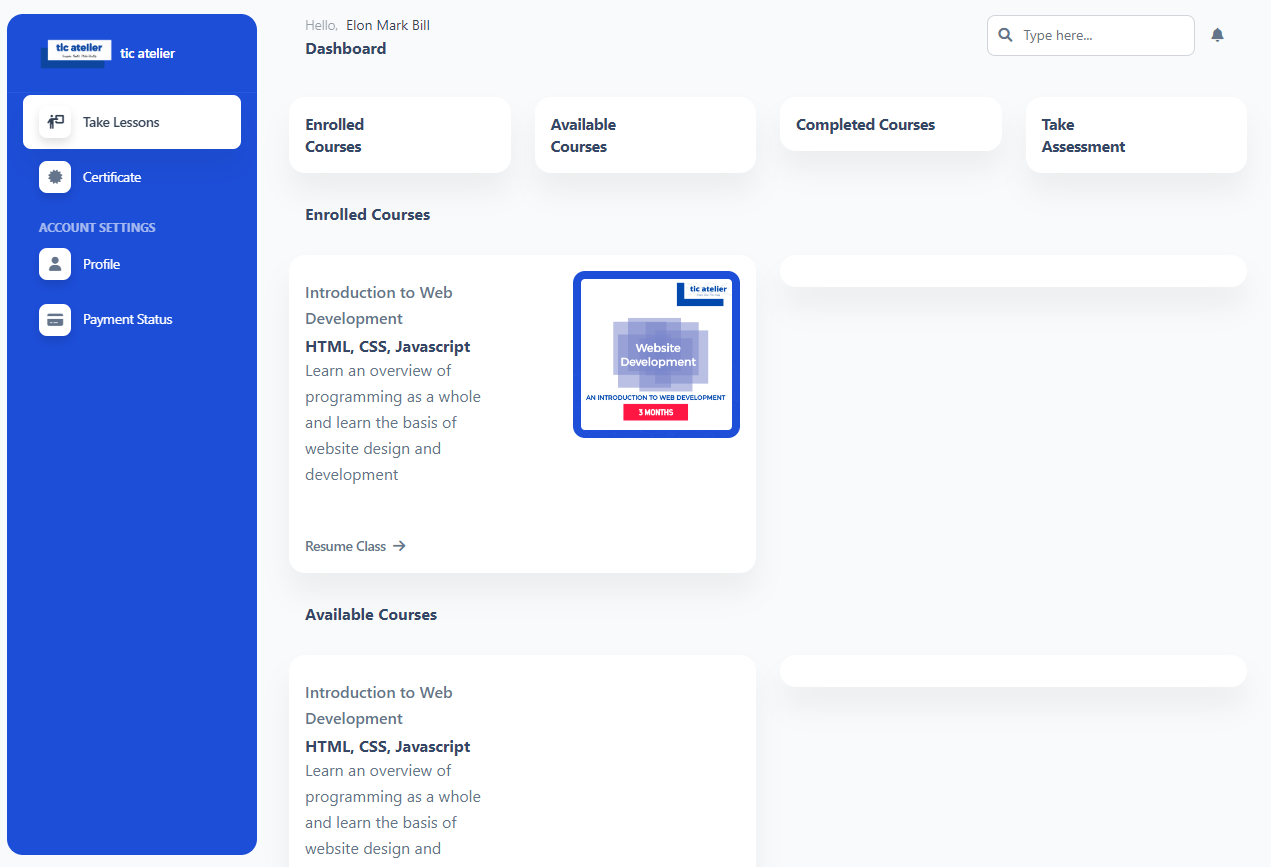 tic atelier
tic atelier
Take Lessons
Certificate
ACCOUNT SETTINGS
Profile
Payment Status
Hello, Elon Mark Bill
Dashboard
Type here...
Enrolled
Courses
Available
Courses
Completed Courses
Take
Assessment
Enrolled Courses
Introduction to Web
Development
HTML, CSS, Javascript
Learn an overview of
programming as a whole
and learn the basis of
website design and
development
Resume Class
tic atelier
Website
Development
AN INTRODUCTION TO WEB DEVELOPMENT
3 MONTHS
Available Courses
Introduction to Web
Development
HTML, CSS, Javascript
Learn an overview of
programming as a whole
and learn the basis of
website design and